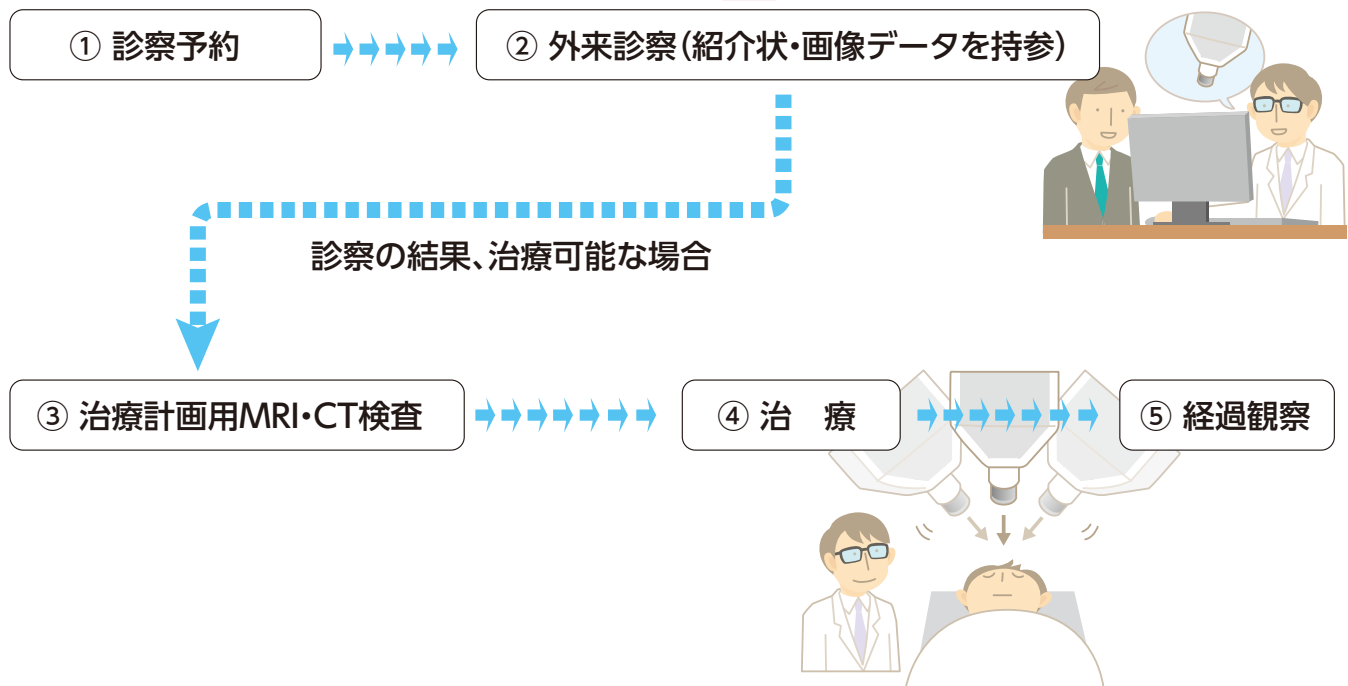 ① 診察予約
② 外来診察（紹介状・画像データを持参）
診察の結果、治療可能な場合
③ 治療計画用MRI・CT検査
④ 治　療
⑤ 経過観察